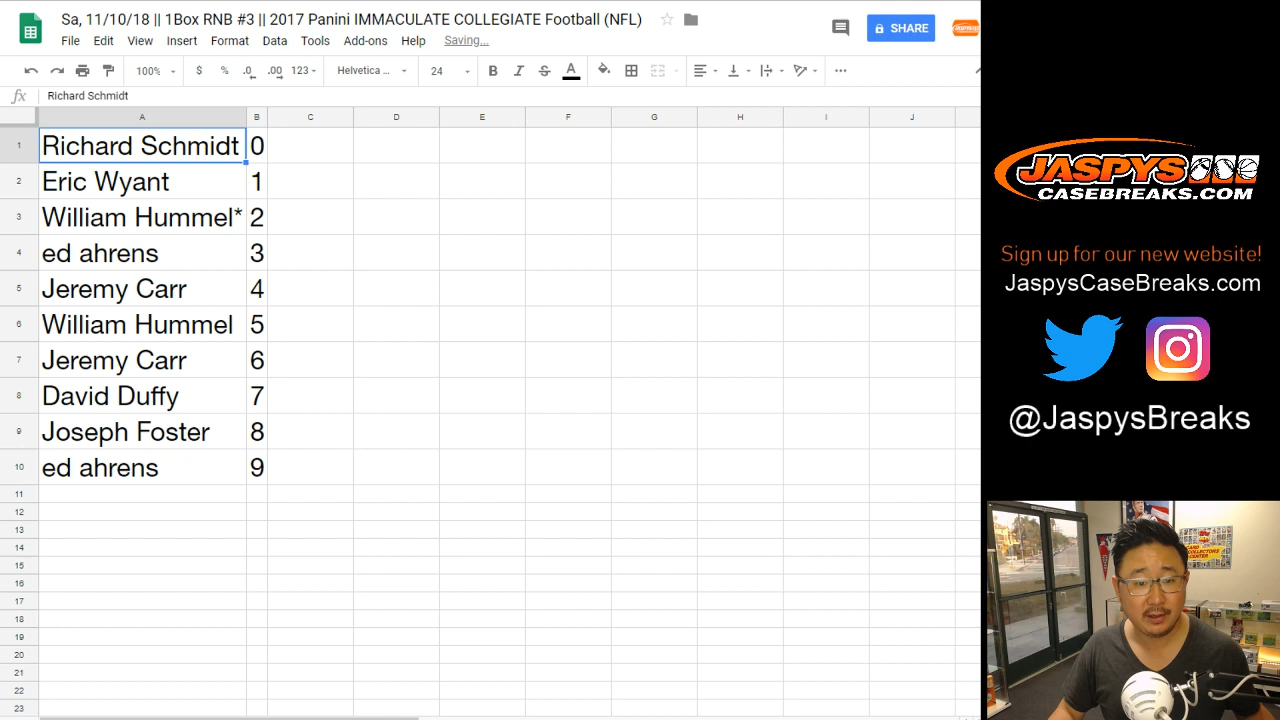 Sa, 11/10/18 || 1Box RNB #3 || 2017 Panini IMMACULATE COLLEGIATE Football (NFL)
File Edit View Insert Format Data Tools Add-ons Help Saving...
SHARE
JASPYS
100% $ % .0 .00 123 Helvetica ... 24 B I S A
fx Richard Schmidt
A B C D E F G H I J
1 Richard Schmidt 0
2 Eric Wyant 1
3 William Hummel* 2
4 ed ahrens 3
5 Jeremy Carr 4
6 William Hummel 5
7 Jeremy Carr 6
8 David Duffy 7
9 Joseph Foster 8
10 ed ahrens 9
11
12
13
14
15
16
17
18
19
20
21
22
23
JASPYS
CASEBREAKS.COM
Sign up for our new website!
JaspysCaseBreaks.com
@JaspysBreaks
CARD
COLLECTORS
CENTER